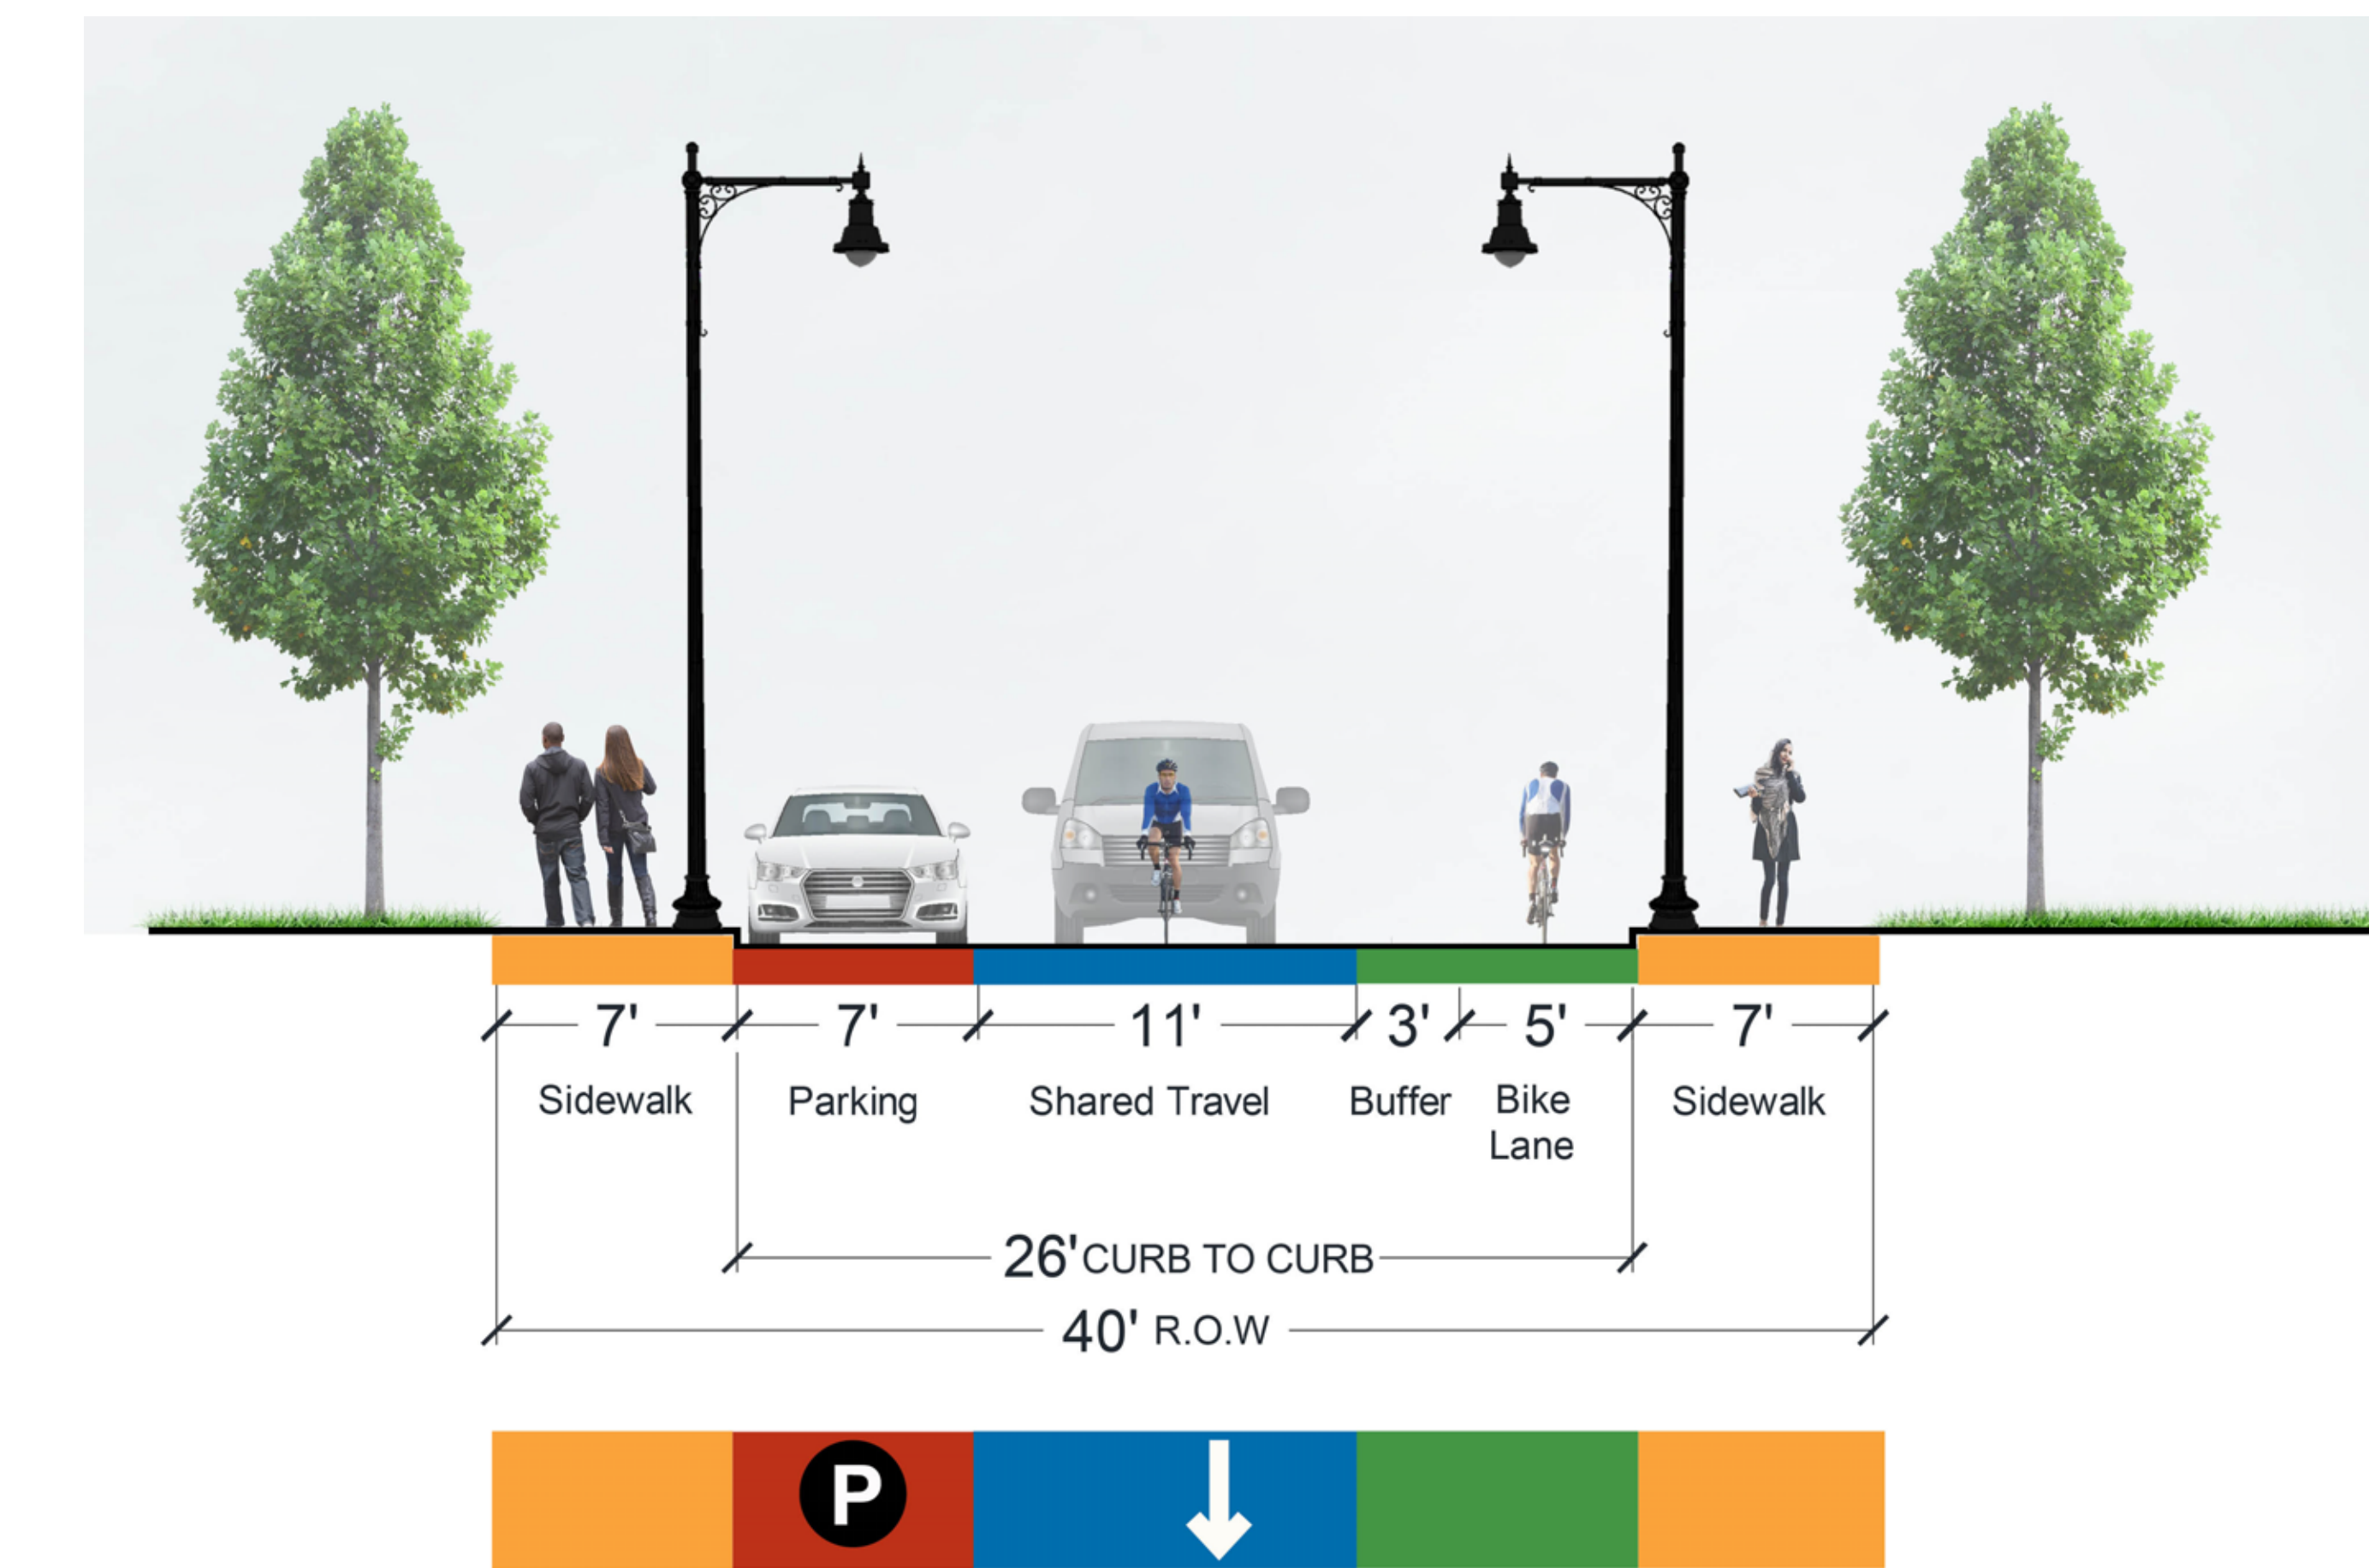 7' 7' 11' 3' 5' 7'
Sidewalk Parking Shared Travel Buffer Bike Lane Sidewalk
26' CURB TO CURB
40' R.O.W
P